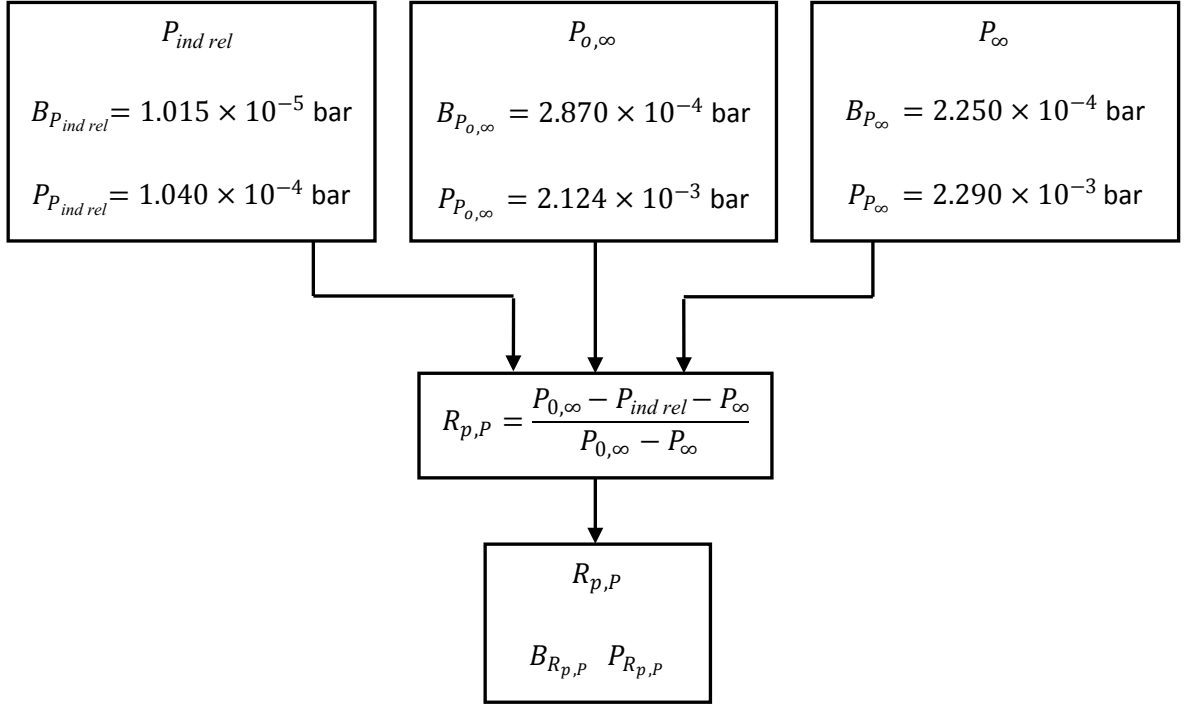 P_{ind rel}
B_{P_{ind rel}} = 1.015 × 10^{-5} bar
P_{P_{ind rel}} = 1.040 × 10^{-4} bar
P_{o,∞}
B_{P_{o,∞}} = 2.870 × 10^{-4} bar
P_{P_{o,∞}} = 2.124 × 10^{-3} bar
P_∞
B_{P_∞} = 2.250 × 10^{-4} bar
P_{P_∞} = 2.290 × 10^{-3} bar
R_{p,P} = \frac{P_{0,∞} − P_{ind rel} − P_∞}{P_{0,∞} − P_∞}
R_{p,P}
B_{R_{p,P}} P_{R_{p,P}}